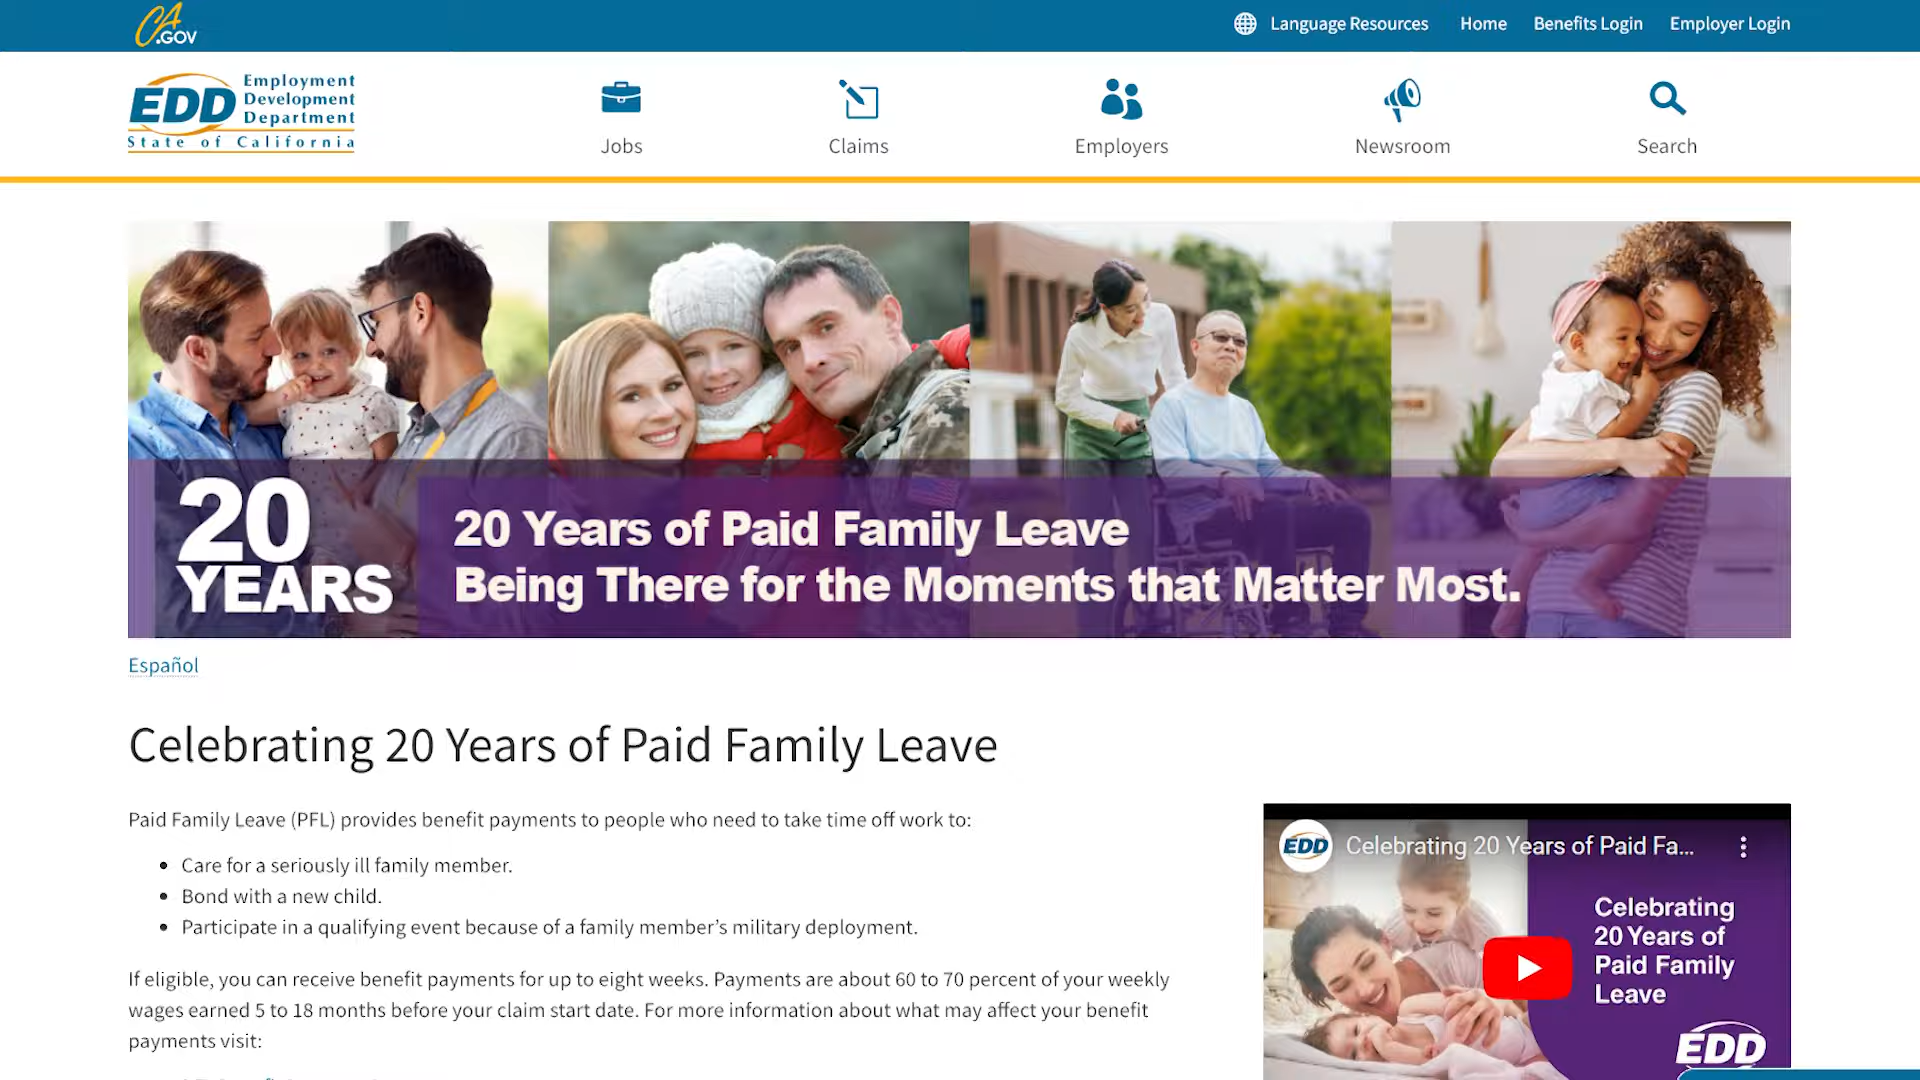 CA.GOV
Language Resources
Home
Benefits Login
Employer Login
EDD
Employment
Development
Department
State of California
Jobs
Claims
Employers
Newsroom
Search
20
YEARS
20 Years of Paid Family Leave
Being There for the Moments that Matter Most.
Español
Celebrating 20 Years of Paid Family Leave
Paid Family Leave (PFL) provides benefit payments to people who need to take time off work to:
• Care for a seriously ill family member.
• Bond with a new child.
• Participate in a qualifying event because of a family member’s military deployment.
If eligible, you can receive benefit payments for up to eight weeks. Payments are about 60 to 70 percent of your weekly
wages earned 5 to 18 months before your claim start date. For more information about what may affect your benefit
payments visit:
EDD
Celebrating 20 Years of Paid Fa...
Celebrating
20 Years of
Paid Family
Leave
EDD